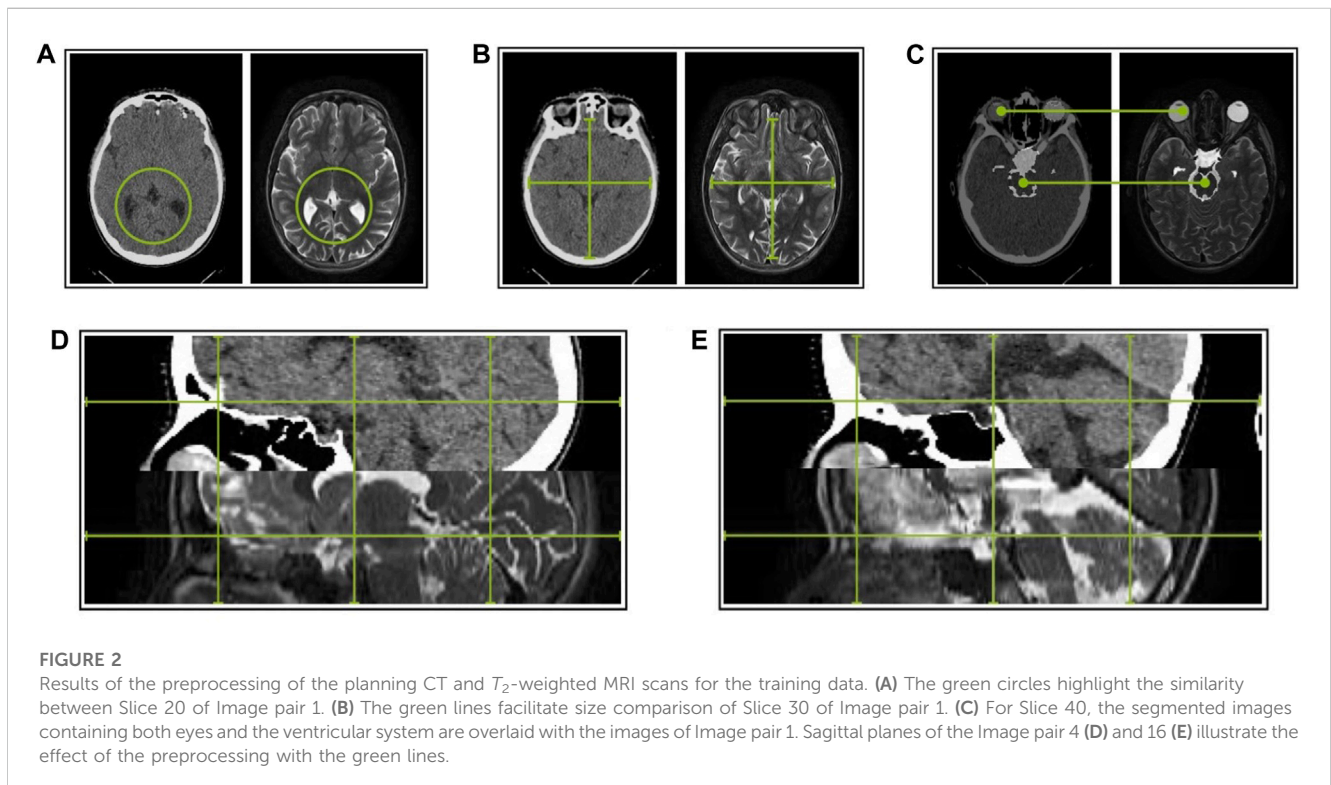 A
B
C
D
E
FIGURE 2
Results of the preprocessing of the planning CT and T2-weighted MRI scans for the training data. (A) The green circles highlight the similarity
between Slice 20 of Image pair 1. (B) The green lines facilitate size comparison of Slice 30 of Image pair 1. (C) For Slice 40, the segmented images
containing both eyes and the ventricular system are overlaid with the images of Image pair 1. Sagittal planes of the Image pair 4 (D) and 16 (E) illustrate the
effect of the preprocessing with the green lines.